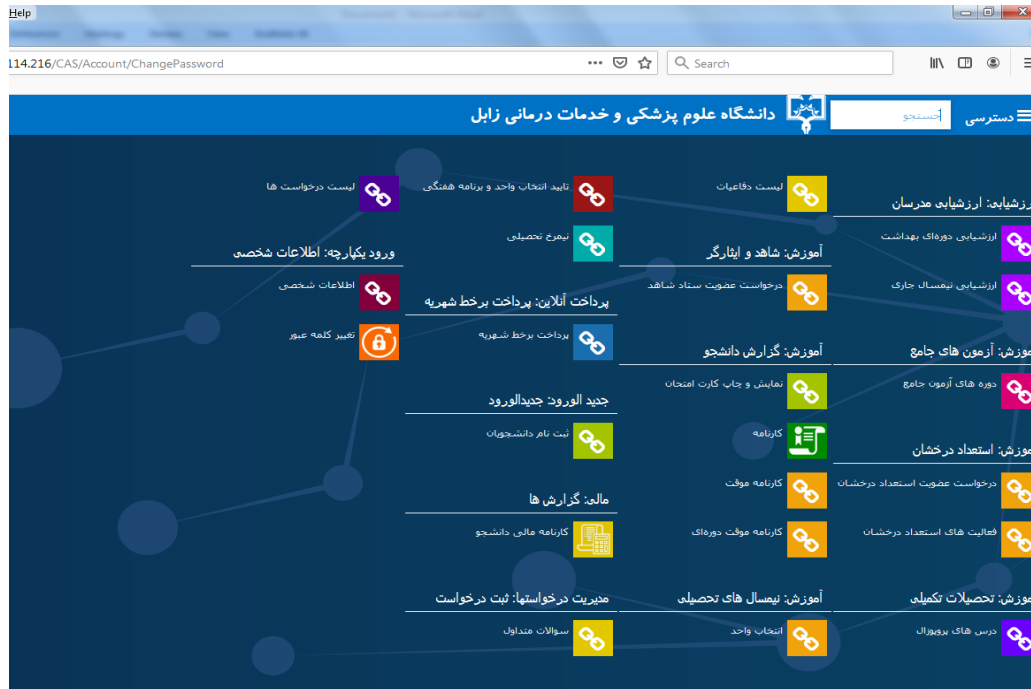 Help
114.216/CAS/Account/ChangePassword
Search
دسترسی
جستجو
دانشگاه علوم پزشکی و خدمات درمانی زابل
رزشیابی: ارزشیابی مدرسان
ارزشیابی دوره‌ای بهداشت
ارزشیابی نیمسال جاری
موزش: آزمون های جامع
دوره های آزمون جامع
موزش: استعداد درخشان
درخواست عضویت استعداد درخشان
فعالیت های استعداد درخشان
موزش: تحصیلات تکمیلی
درس های پروپوزال
لیست دفاعیات
آموزش: شاهد و ایثارگر
درخواست عضویت ستاد شاهد
آموزش: گزارش دانشجو
نمایش و چاپ کارت امتحان
کارنامه
کارنامه موقت
کارنامه موقت دوره‌ای
آموزش: نیمسال های تحصیلی
انتخاب واحد
تایید انتخاب واحد و برنامه هفتگی
نیمرخ تحصیلی
پرداخت آنلاین: پرداخت برخط شهریه
پرداخت برخط شهریه
جدید الورود: جدیدالورود
ثبت نام دانشجویان
مالی: گزارش ها
کارنامه مالی دانشجو
مدیریت درخواستها: ثبت درخواست
سوالات متداول
لیست درخواست ها
ورود یکپارچه: اطلاعات شخصی
اطلاعات شخصی
تغییر کلمه عبور